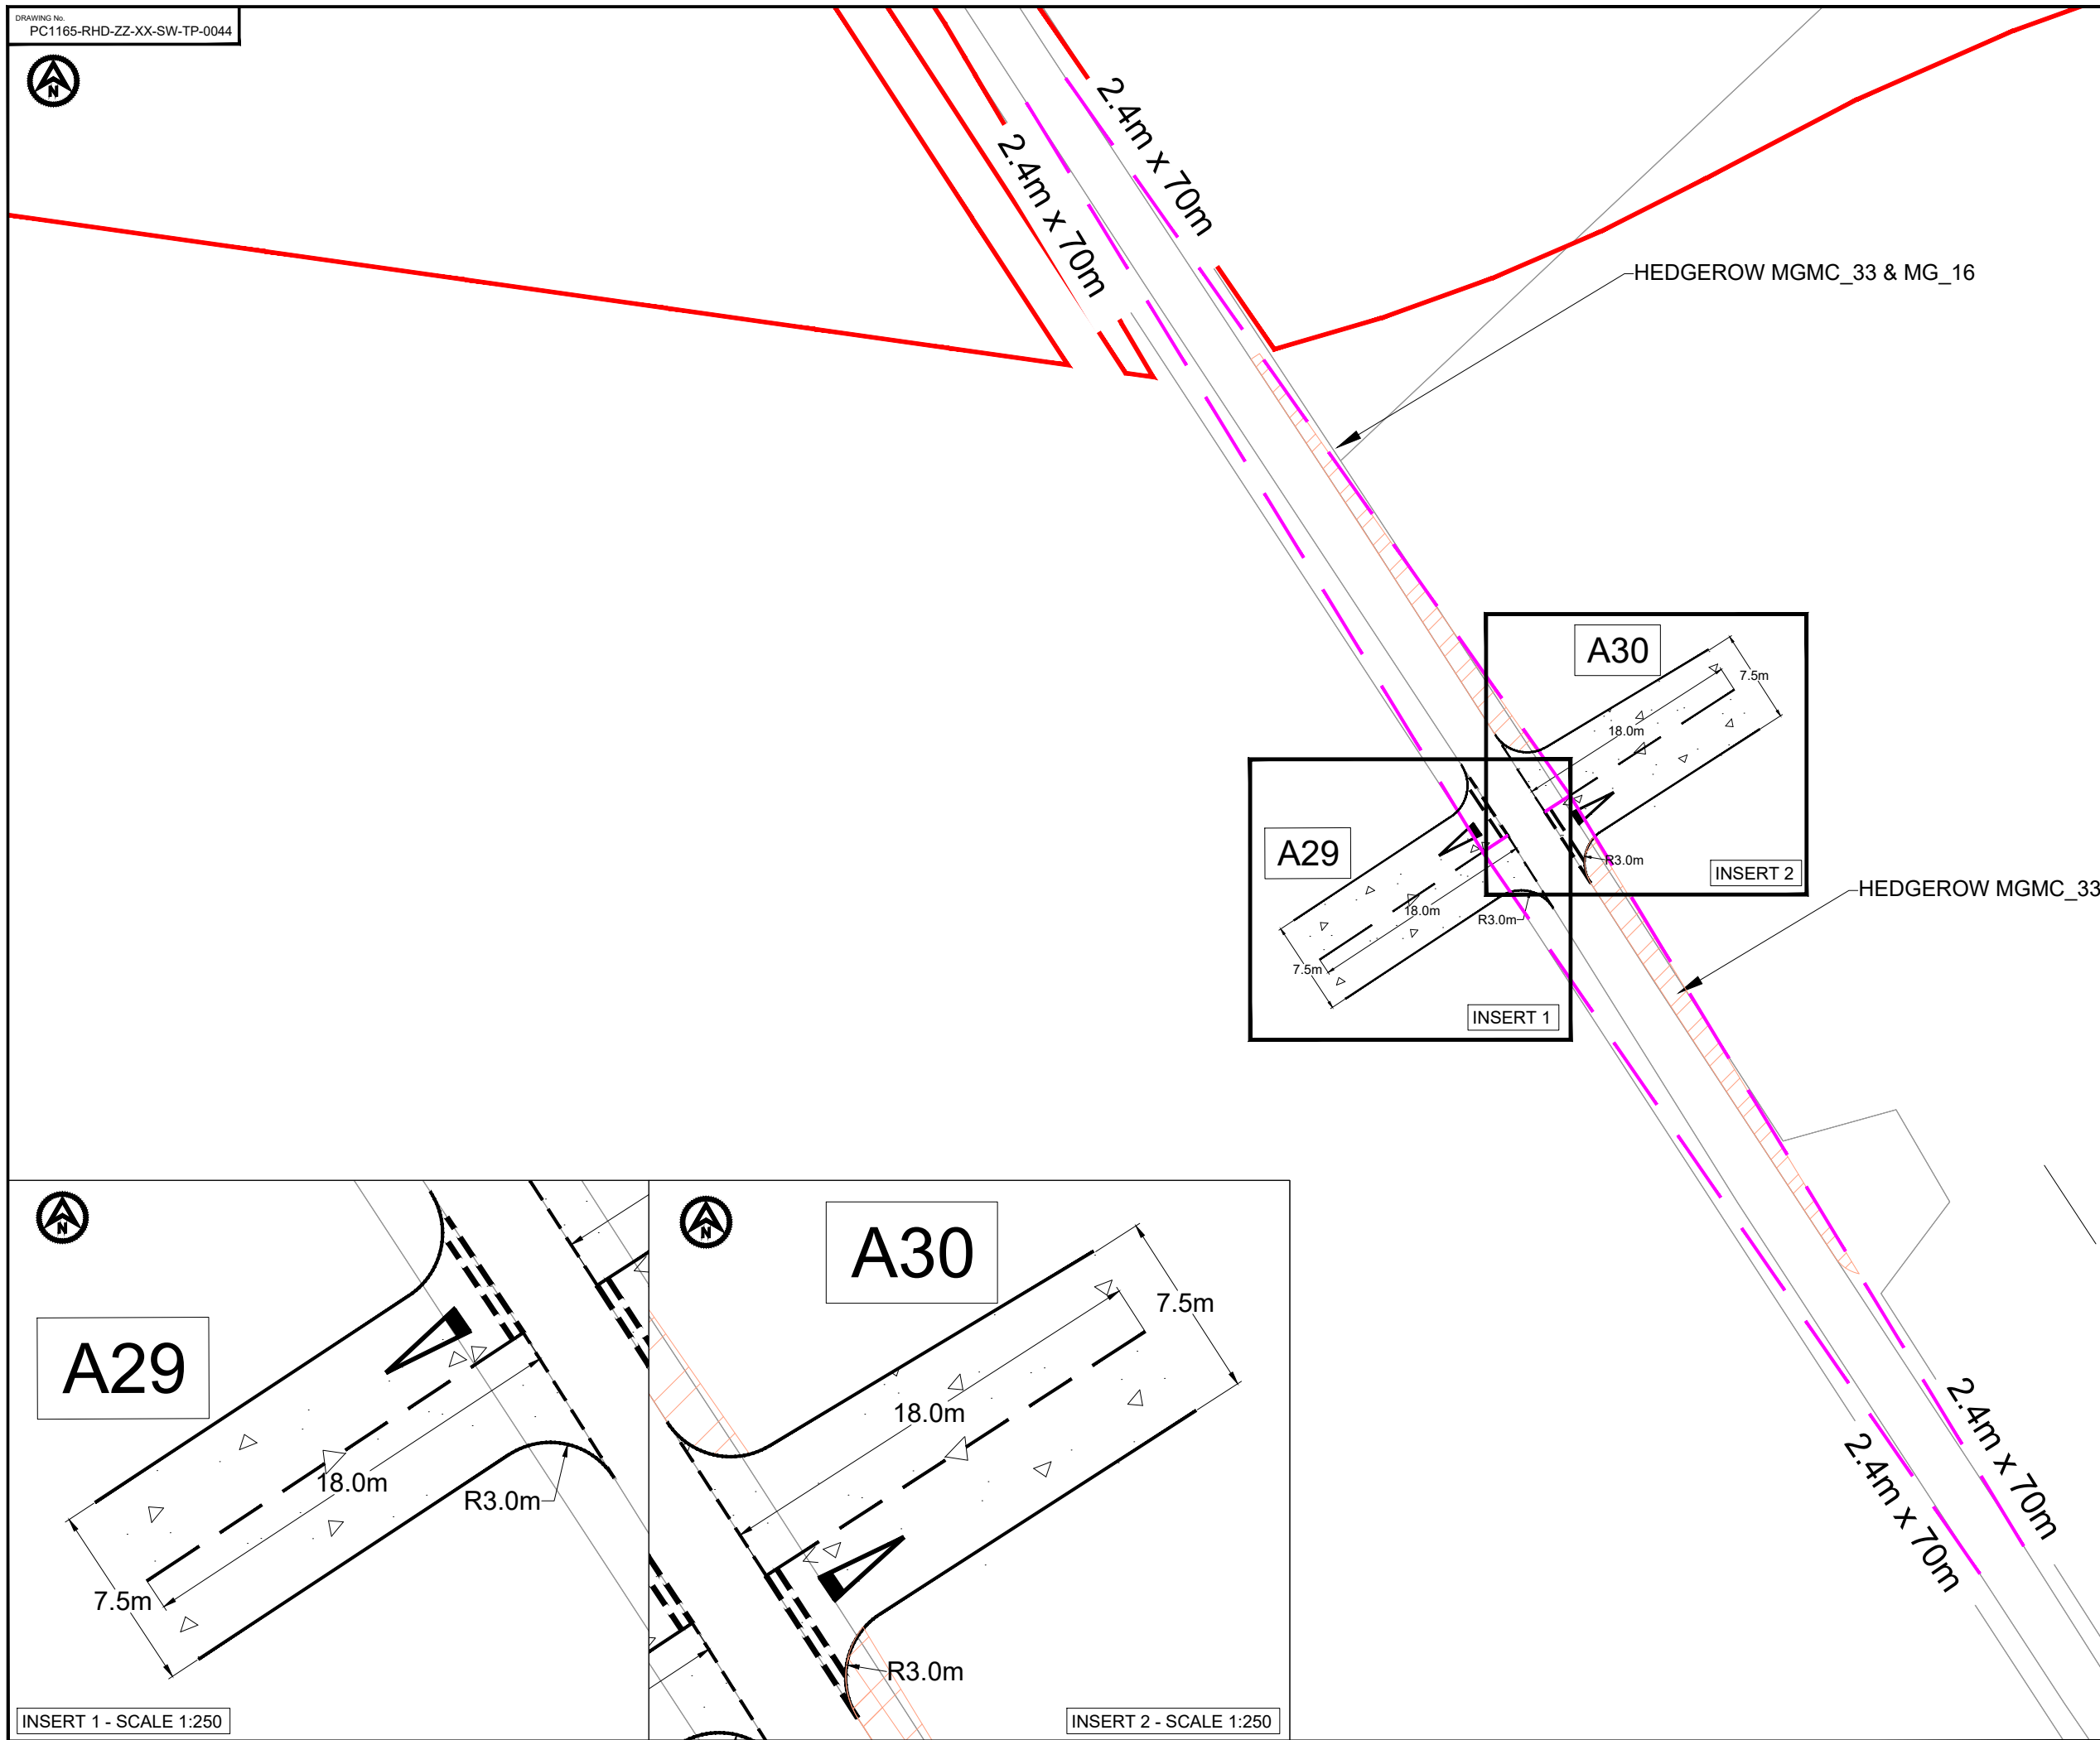 DRAWING No.
PC1165-RHD-ZZ-XX-SW-TP-0044
N
2.4m x 70m
2.4m x 70m
HEDGEROW MGMC_33 & MG_16
A30
7.5m
18.0m
R3.0m
INSERT 2
A29
18.0m
R3.0m
7.5m
INSERT 1
HEDGEROW MGMC_33
N
A29
18.0m
R3.0m
7.5m
INSERT 1 - SCALE 1:250
N
A30
7.5m
18.0m
R3.0m
INSERT 2 - SCALE 1:250
2.4m x 70m
2.4m x 70m